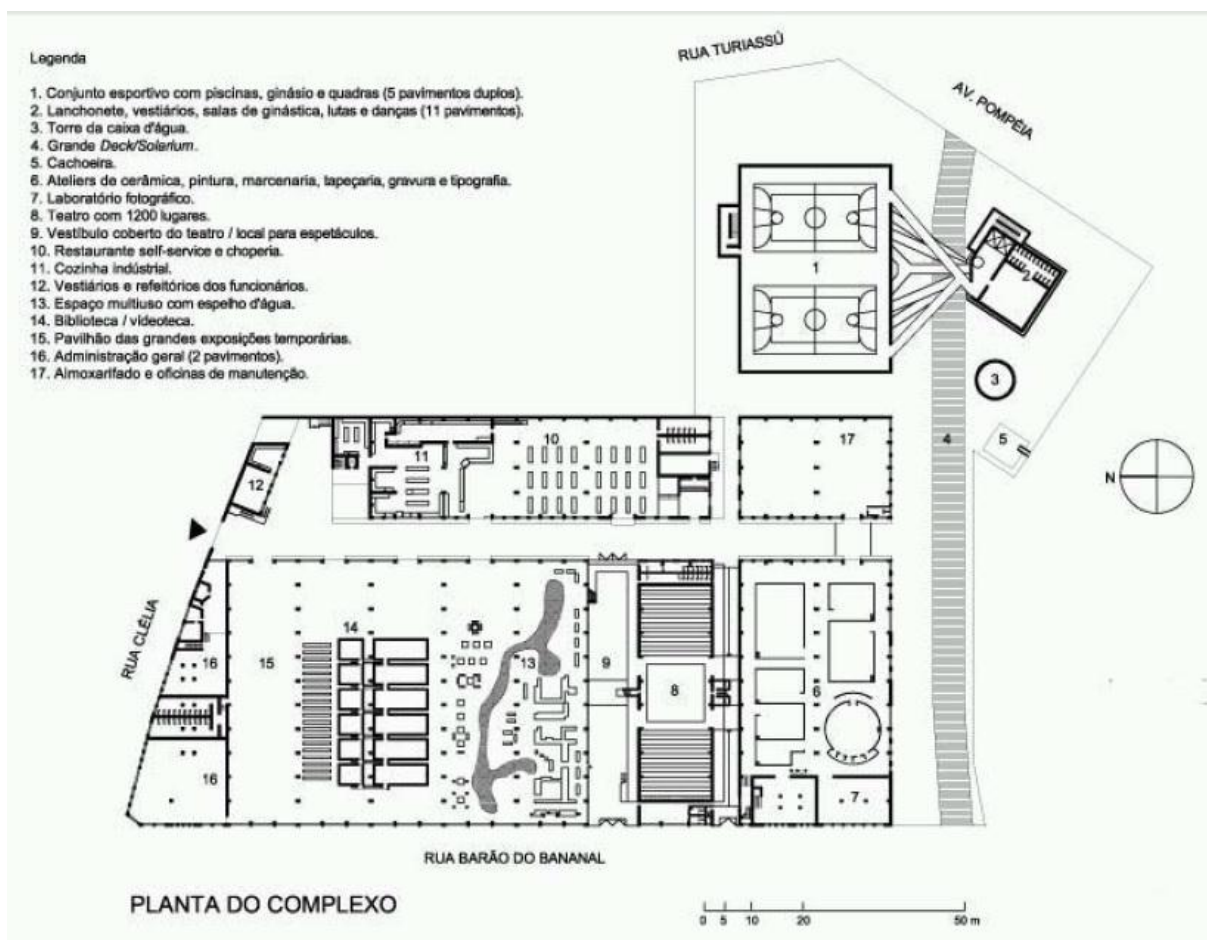 Legenda
1. Conjunto esportivo com piscinas, ginásio e quadras (5 pavimentos duplos).
2. Lanchonete, vestiários, salas de ginástica, lutas e danças (11 pavimentos).
3. Torre da caixa d'água.
4. Grande Deck/Solarium.
5. Cachoeira.
6. Ateliers de cerâmica, pintura, marcenaria, tapeçaria, gravura e tipografia.
7. Laboratório fotográfico.
8. Teatro com 1200 lugares.
9. Vestíbulo coberto do teatro / local para espetáculos.
10. Restaurante self-service e choperia.
11. Cozinha indústrial.
12. Vestiários e refeitórios dos funcionários.
13. Espaço multiuso com espelho d'água.
14. Biblioteca / videoteca.
15. Pavilhão das grandes exposições temporárias.
16. Administração geral (2 pavimentos).
17. Almoxarifado e oficinas de manutenção.
RUA TURIASSÚ
AV. POMPÉIA
1
2
3
4
5
10
17
11
12
N
RUA CLÉLIA
14
16
15
13
9
8
6
16
7
RUA BARÃO DO BANANAL
PLANTA DO COMPLEXO
0 5 10 20 50 m